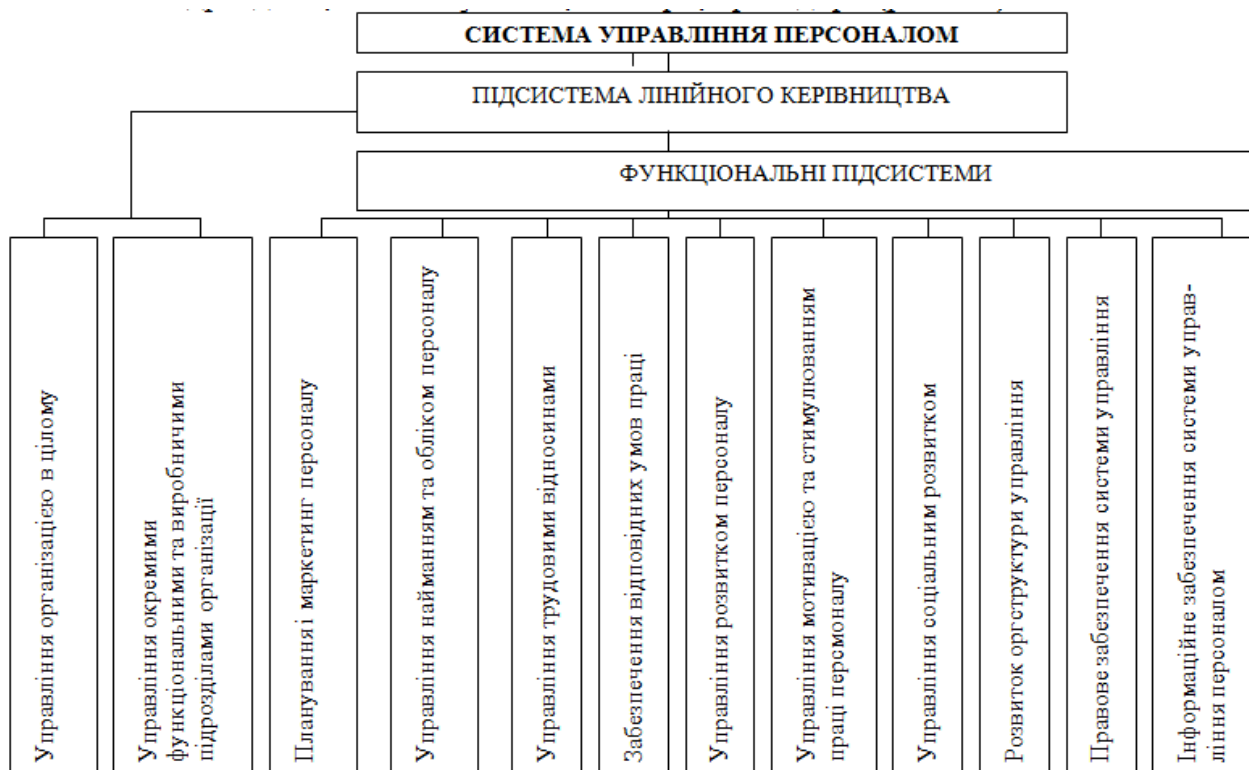 СИСТЕМА УПРАВЛІННЯ ПЕРСОНАЛОМ
ПІДСИСТЕМА ЛІНІЙНОГО КЕРІВНИЦТВА
ФУНКЦІОНАЛЬНІ ПІДСИСТЕМИ
Управління організацією в цілому
Управління окремими
функціональними та виробничими
підрозділами організації
Планування і маркетинг персоналу
Управління найманням та обліком персоналу
Управління трудовими відносинами
Забезпечення відповідних умов праці
Управління розвитком персоналу
Управління мотивацією та стимулюванням
праці перемоналу
Управління соціальним розвитком
Розвиток оргструктури управління
Правове забезпечення системи управління
Інформаційне забезпечення системи управ-
ління персоналом